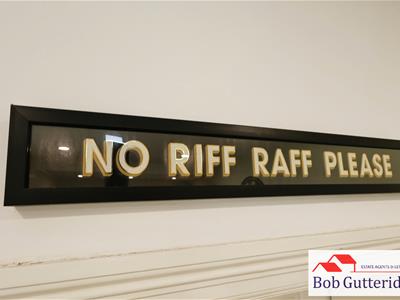 NO RIFF RAFF PLEASE
ESTATE AGENTS & LET
Bob Gutterid